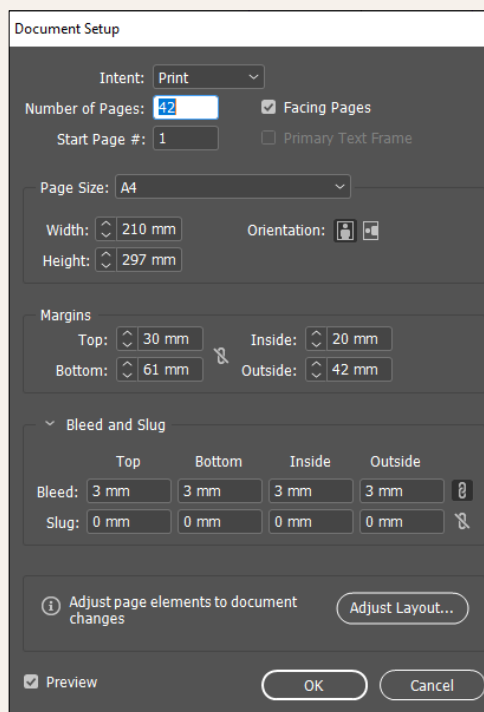 Document Setup
Intent: Print
Number of Pages: 42 Facing Pages
Start Page #: 1 Primary Text Frame
Page Size: A4
Width: 210 mm Orientation:
Height: 297 mm
Margins
Top: 30 mm Inside: 20 mm
Bottom: 61 mm Outside: 42 mm
Bleed and Slug
Top Bottom Inside Outside
Bleed: 3 mm 3 mm 3 mm 3 mm
Slug: 0 mm 0 mm 0 mm 0 mm
Adjust page elements to document
changes
Adjust Layout...
Preview OK Cancel